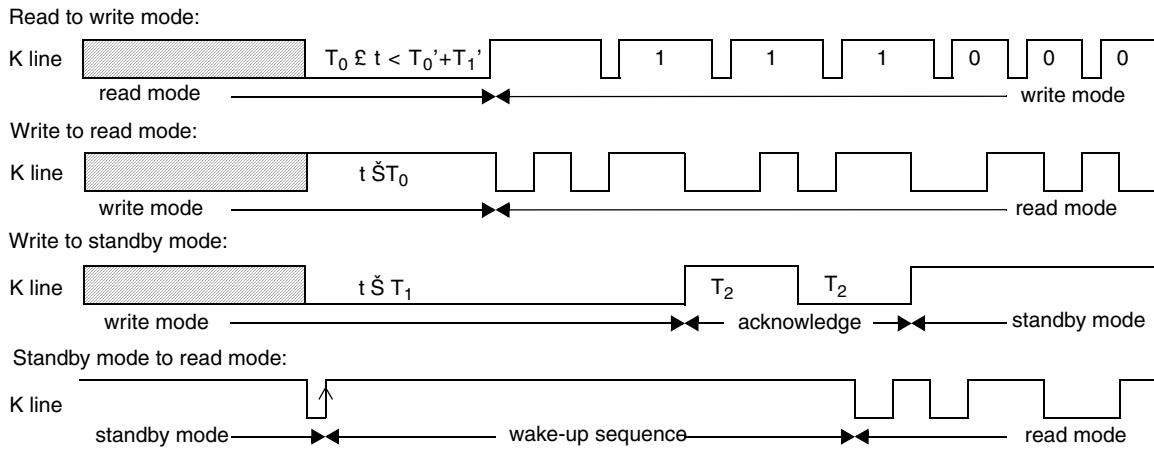 Read to write mode:
K line T₀ £ t < T₀'+T₁' 1 1 1 0 0 0
read mode write mode
Write to read mode:
K line t ŠT₀
write mode read mode
Write to standby mode:
K line t Š T₁ T₂ T₂
write mode acknowledge standby mode
Standby mode to read mode:
K line
standby mode wake-up sequence read mode